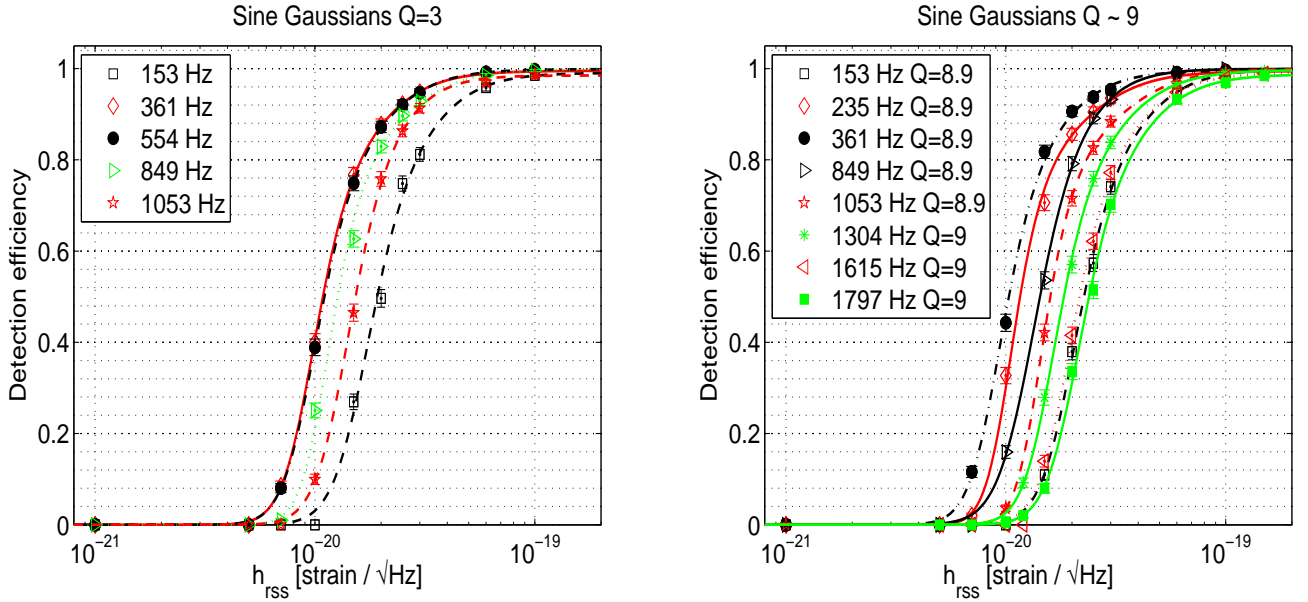 Sine Gaussians Q=3
Detection efficiency
1
0.8
0.6
0.4
0.2
0
153 Hz
361 Hz
554 Hz
849 Hz
1053 Hz
10^−21
10^−20
10^−19
h_rss [strain / √Hz]
Sine Gaussians Q ~ 9
Detection efficiency
1
0.8
0.6
0.4
0.2
0
153 Hz Q=8.9
235 Hz Q=8.9
361 Hz Q=8.9
849 Hz Q=8.9
1053 Hz Q=8.9
1304 Hz Q=9
1615 Hz Q=9
1797 Hz Q=9
10^−21
10^−20
10^−19
h_rss [strain / √Hz]